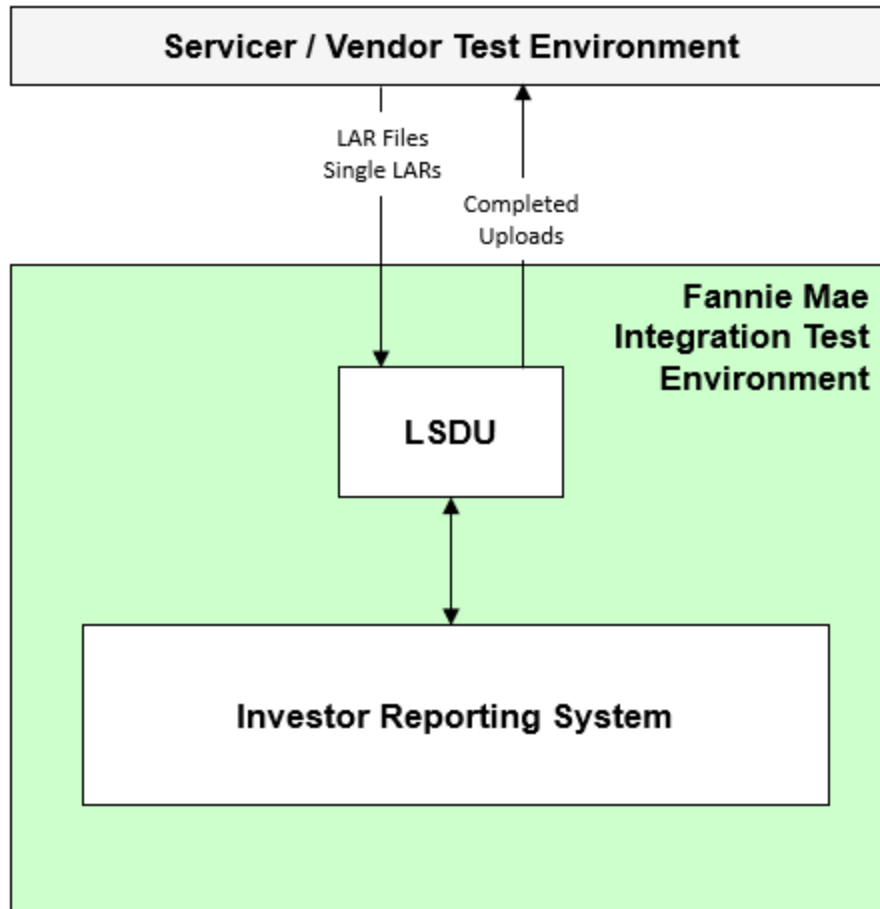 Servicer / Vendor Test Environment
LAR Files
Single LARs
Completed
Uploads
Fannie Mae
Integration Test
Environment
LSDU
Investor Reporting System